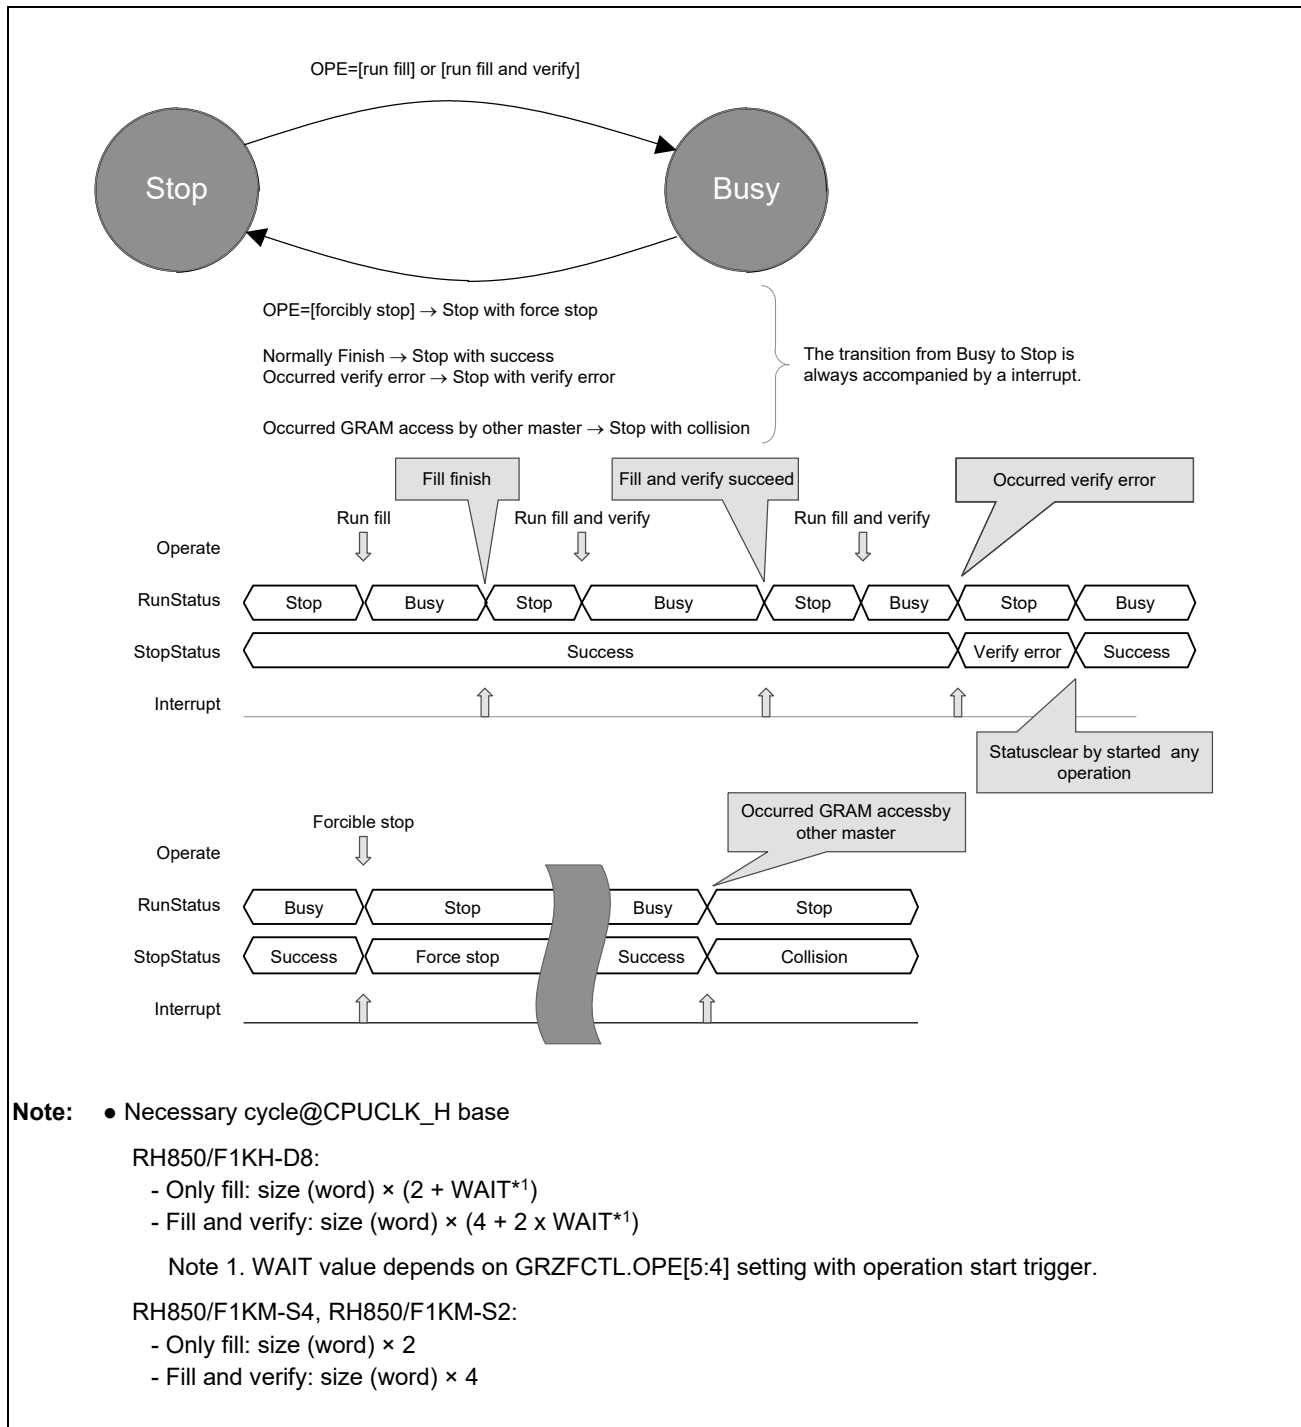 OPE=[run fill] or [run fill and verify]
Stop
Busy
OPE=[forcibly stop] → Stop with force stop
Normally Finish → Stop with success
Occurred verify error → Stop with verify error
Occurred GRAM access by other master → Stop with collision
The transition from Busy to Stop is
always accompanied by a interrupt.
Fill finish
Fill and verify succeed
Occurred verify error
Run fill
Run fill and verify
Run fill and verify
Operate
RunStatus Stop Busy Stop Busy Stop Busy Stop Busy
StopStatus Success Verify error Success
Interrupt
Statusclear by started any
operation
Occurred GRAM accessby
other master
Forcible stop
Operate
RunStatus Busy Stop Busy Stop
StopStatus Success Force stop Success Collision
Interrupt
Note: ● Necessary cycle@CPUCLK_H base
RH850/F1KH-D8:
- Only fill: size (word) × (2 + WAIT*1)
- Fill and verify: size (word) × (4 + 2 x WAIT*1)
Note 1. WAIT value depends on GRZFCTL.OPE[5:4] setting with operation start trigger.
RH850/F1KM-S4, RH850/F1KM-S2:
- Only fill: size (word) × 2
- Fill and verify: size (word) × 4